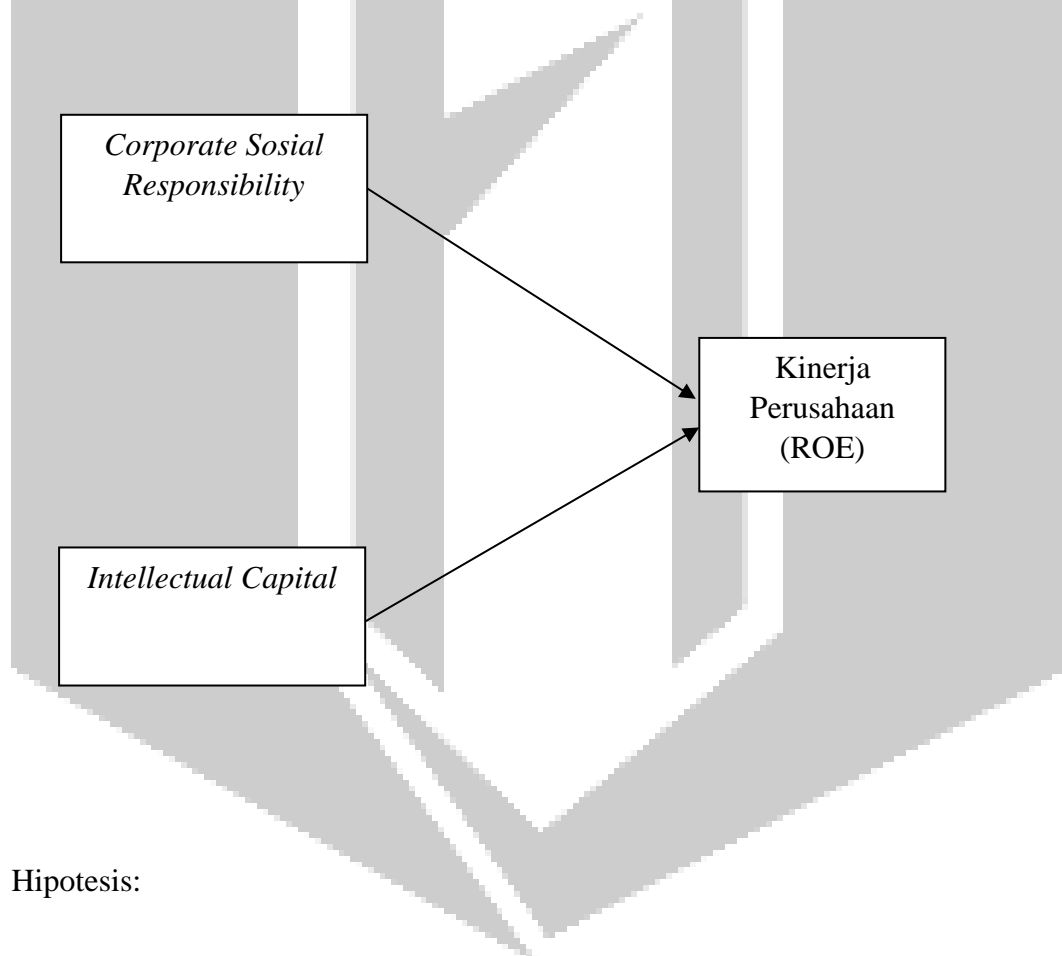 Corporate Sosial
Responsibility
Kinerja
Perusahaan
(ROE)
Intellectual Capital
Hipotesis: